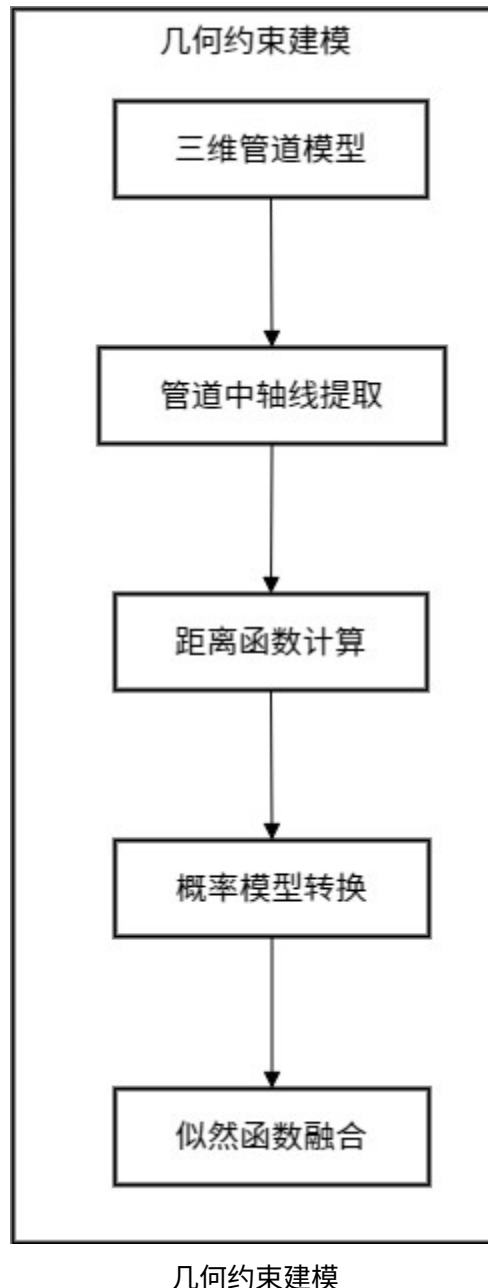 几何约束建模
三维管道模型
管道中轴线提取
距离函数计算
概率模型转换
似然函数融合
几何约束建模